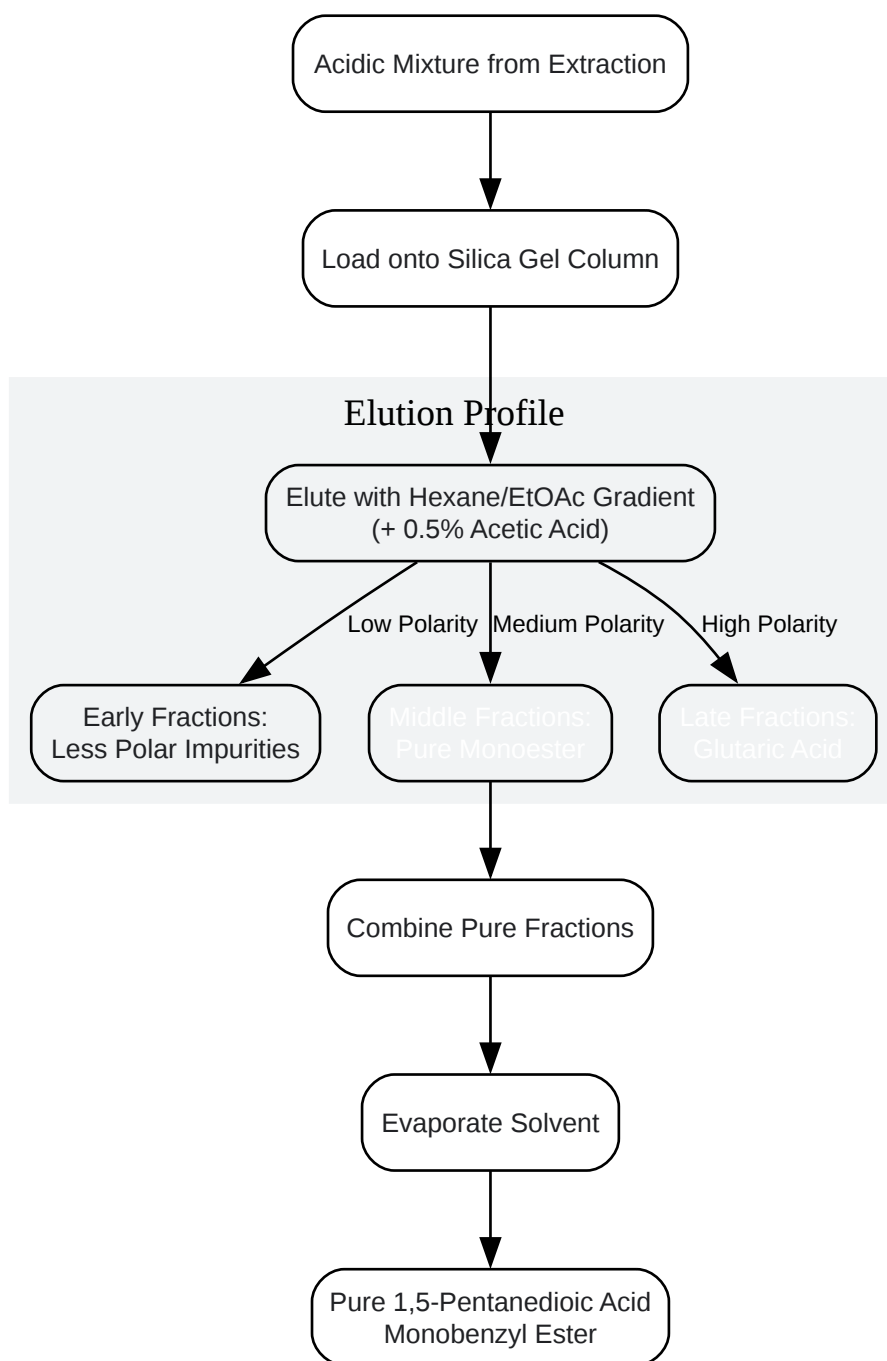 Acidic Mixture from Extraction
Load onto Silica Gel Column
Elution Profile
Elute with Hexane/EtOAc Gradient
(+ 0.5% Acetic Acid)
Low Polarity
Medium Polarity
High Polarity
Early Fractions:
Less Polar Impurities
Middle Fractions:
Pure Monoester
Late Fractions:
Glutaric Acid
Combine Pure Fractions
Evaporate Solvent
Pure 1,5-Pentanedioic Acid
Monobenzyl Ester